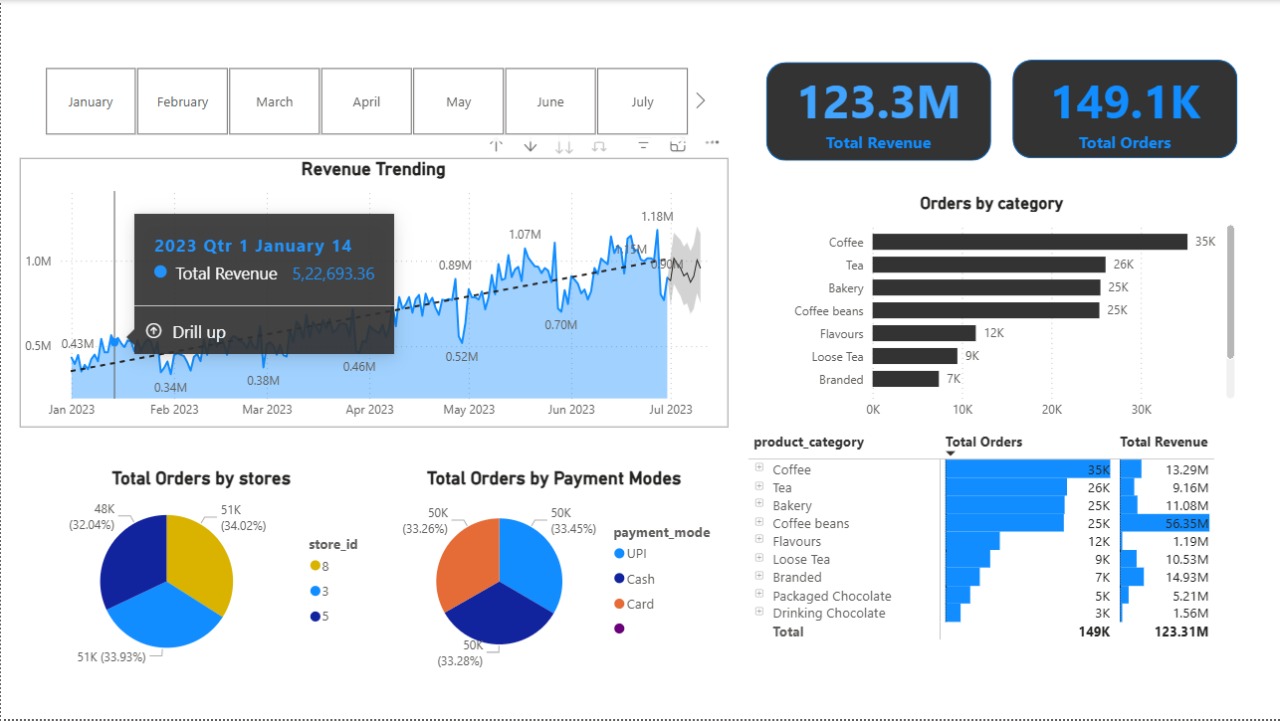 January February March April May June July
123.3M
Total Revenue
149.1K
Total Orders
Revenue Trending
1.0M
0.5M
2023 Qtr 1 January 14
Total Revenue 5,22,693.36
Drill up
0.43M
0.34M
0.38M
0.46M
0.89M
0.52M
1.07M
0.70M
1.18M
1.15M
0.90M
Jan 2023 Feb 2023 Mar 2023 Apr 2023 May 2023 Jun 2023 Jul 2023
Orders by category
Coffee 35K
Tea 26K
Bakery 25K
Coffee beans 25K
Flavours 12K
Loose Tea 9K
Branded 7K
0K 10K 20K 30K
Total Orders by stores
48K
(32.04%)
51K
(34.02%)
51K (33.93%)
store_id
8
3
5
Total Orders by Payment Modes
50K
(33.26%)
50K
(33.45%)
50K
(33.28%)
payment_mode
UPI
Cash
Card
product_category Total Orders Total Revenue
Coffee 35K 13.29M
Tea 26K 9.16M
Bakery 25K 11.08M
Coffee beans 25K 56.35M
Flavours 12K 1.19M
Loose Tea 9K 10.53M
Branded 7K 14.93M
Packaged Chocolate 5K 5.21M
Drinking Chocolate 3K 1.56M
Total 149K 123.31M